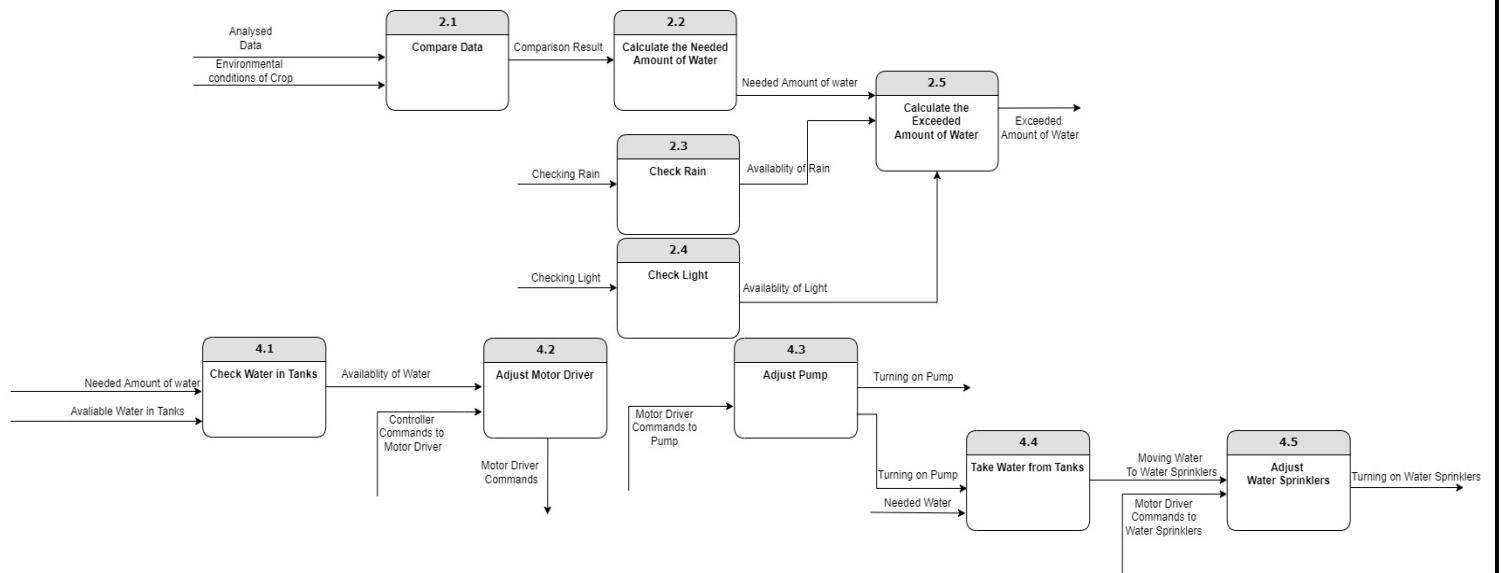 2.1
Compare Data
Analysed
Data
Environmental
conditions of Crop
Comparison Result
2.2
Calculate the Needed
Amount of Water
Needed Amount of water
2.5
Calculate the
Exceeded
Amount of Water
Exceeded
Amount of Water
2.3
Check Rain
Checking Rain
Availablity of Rain
2.4
Check Light
Checking Light
Availablity of Light
4.1
Check Water in Tanks
Needed Amount of water
Avaliable Water in Tanks
Availablity of Water
4.2
Adjust Motor Driver
Controller
Commands to
Motor Driver
Motor Driver
Commands
4.3
Adjust Pump
Motor Driver
Commands to
Pump
Turning on Pump
Turning on Pump
Needed Water
4.4
Take Water from Tanks
Moving Water
To Water Sprinklers
Motor Driver
Commands to
Water Sprinklers
4.5
Adjust
Water Sprinklers
Turning on Water Sprinklers